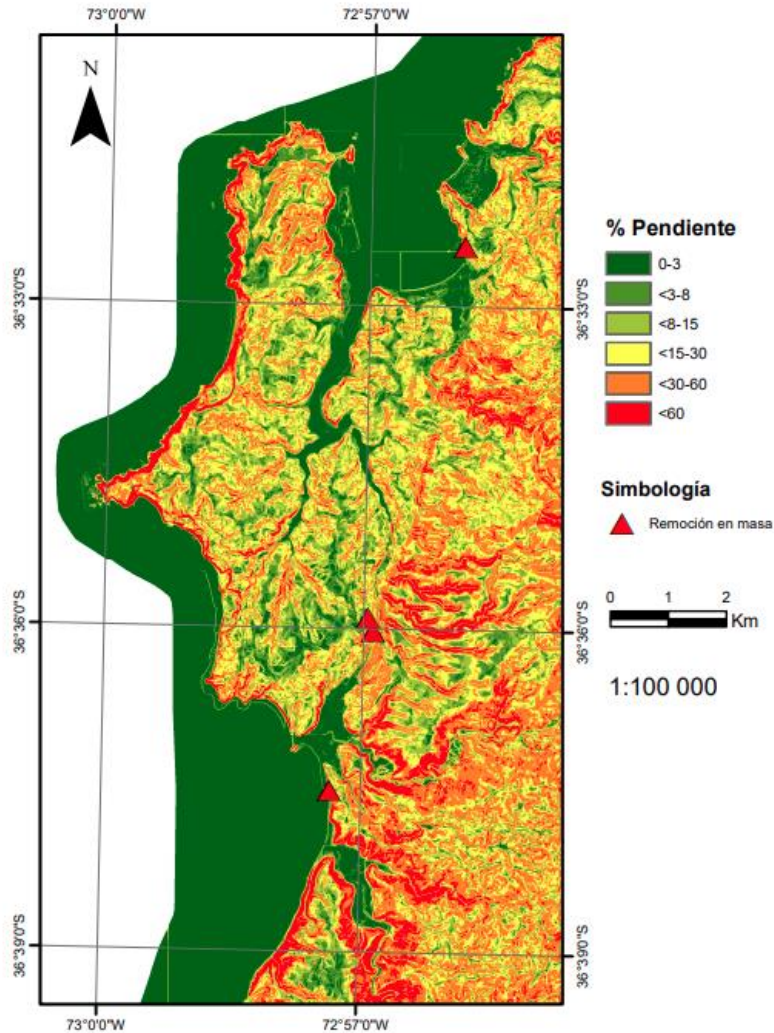 73°0'0"W
72°57'0"W
N
36°33'0"S
36°33'0"S
36°36'0"S
36°36'0"S
36°39'0"S
36°39'0"S
73°0'0"W
72°57'0"W
% Pendiente
0-3
<3-8
<8-15
<15-30
<30-60
<60
Simbología
Remoción en masa
0 1 2
Km
1:100 000